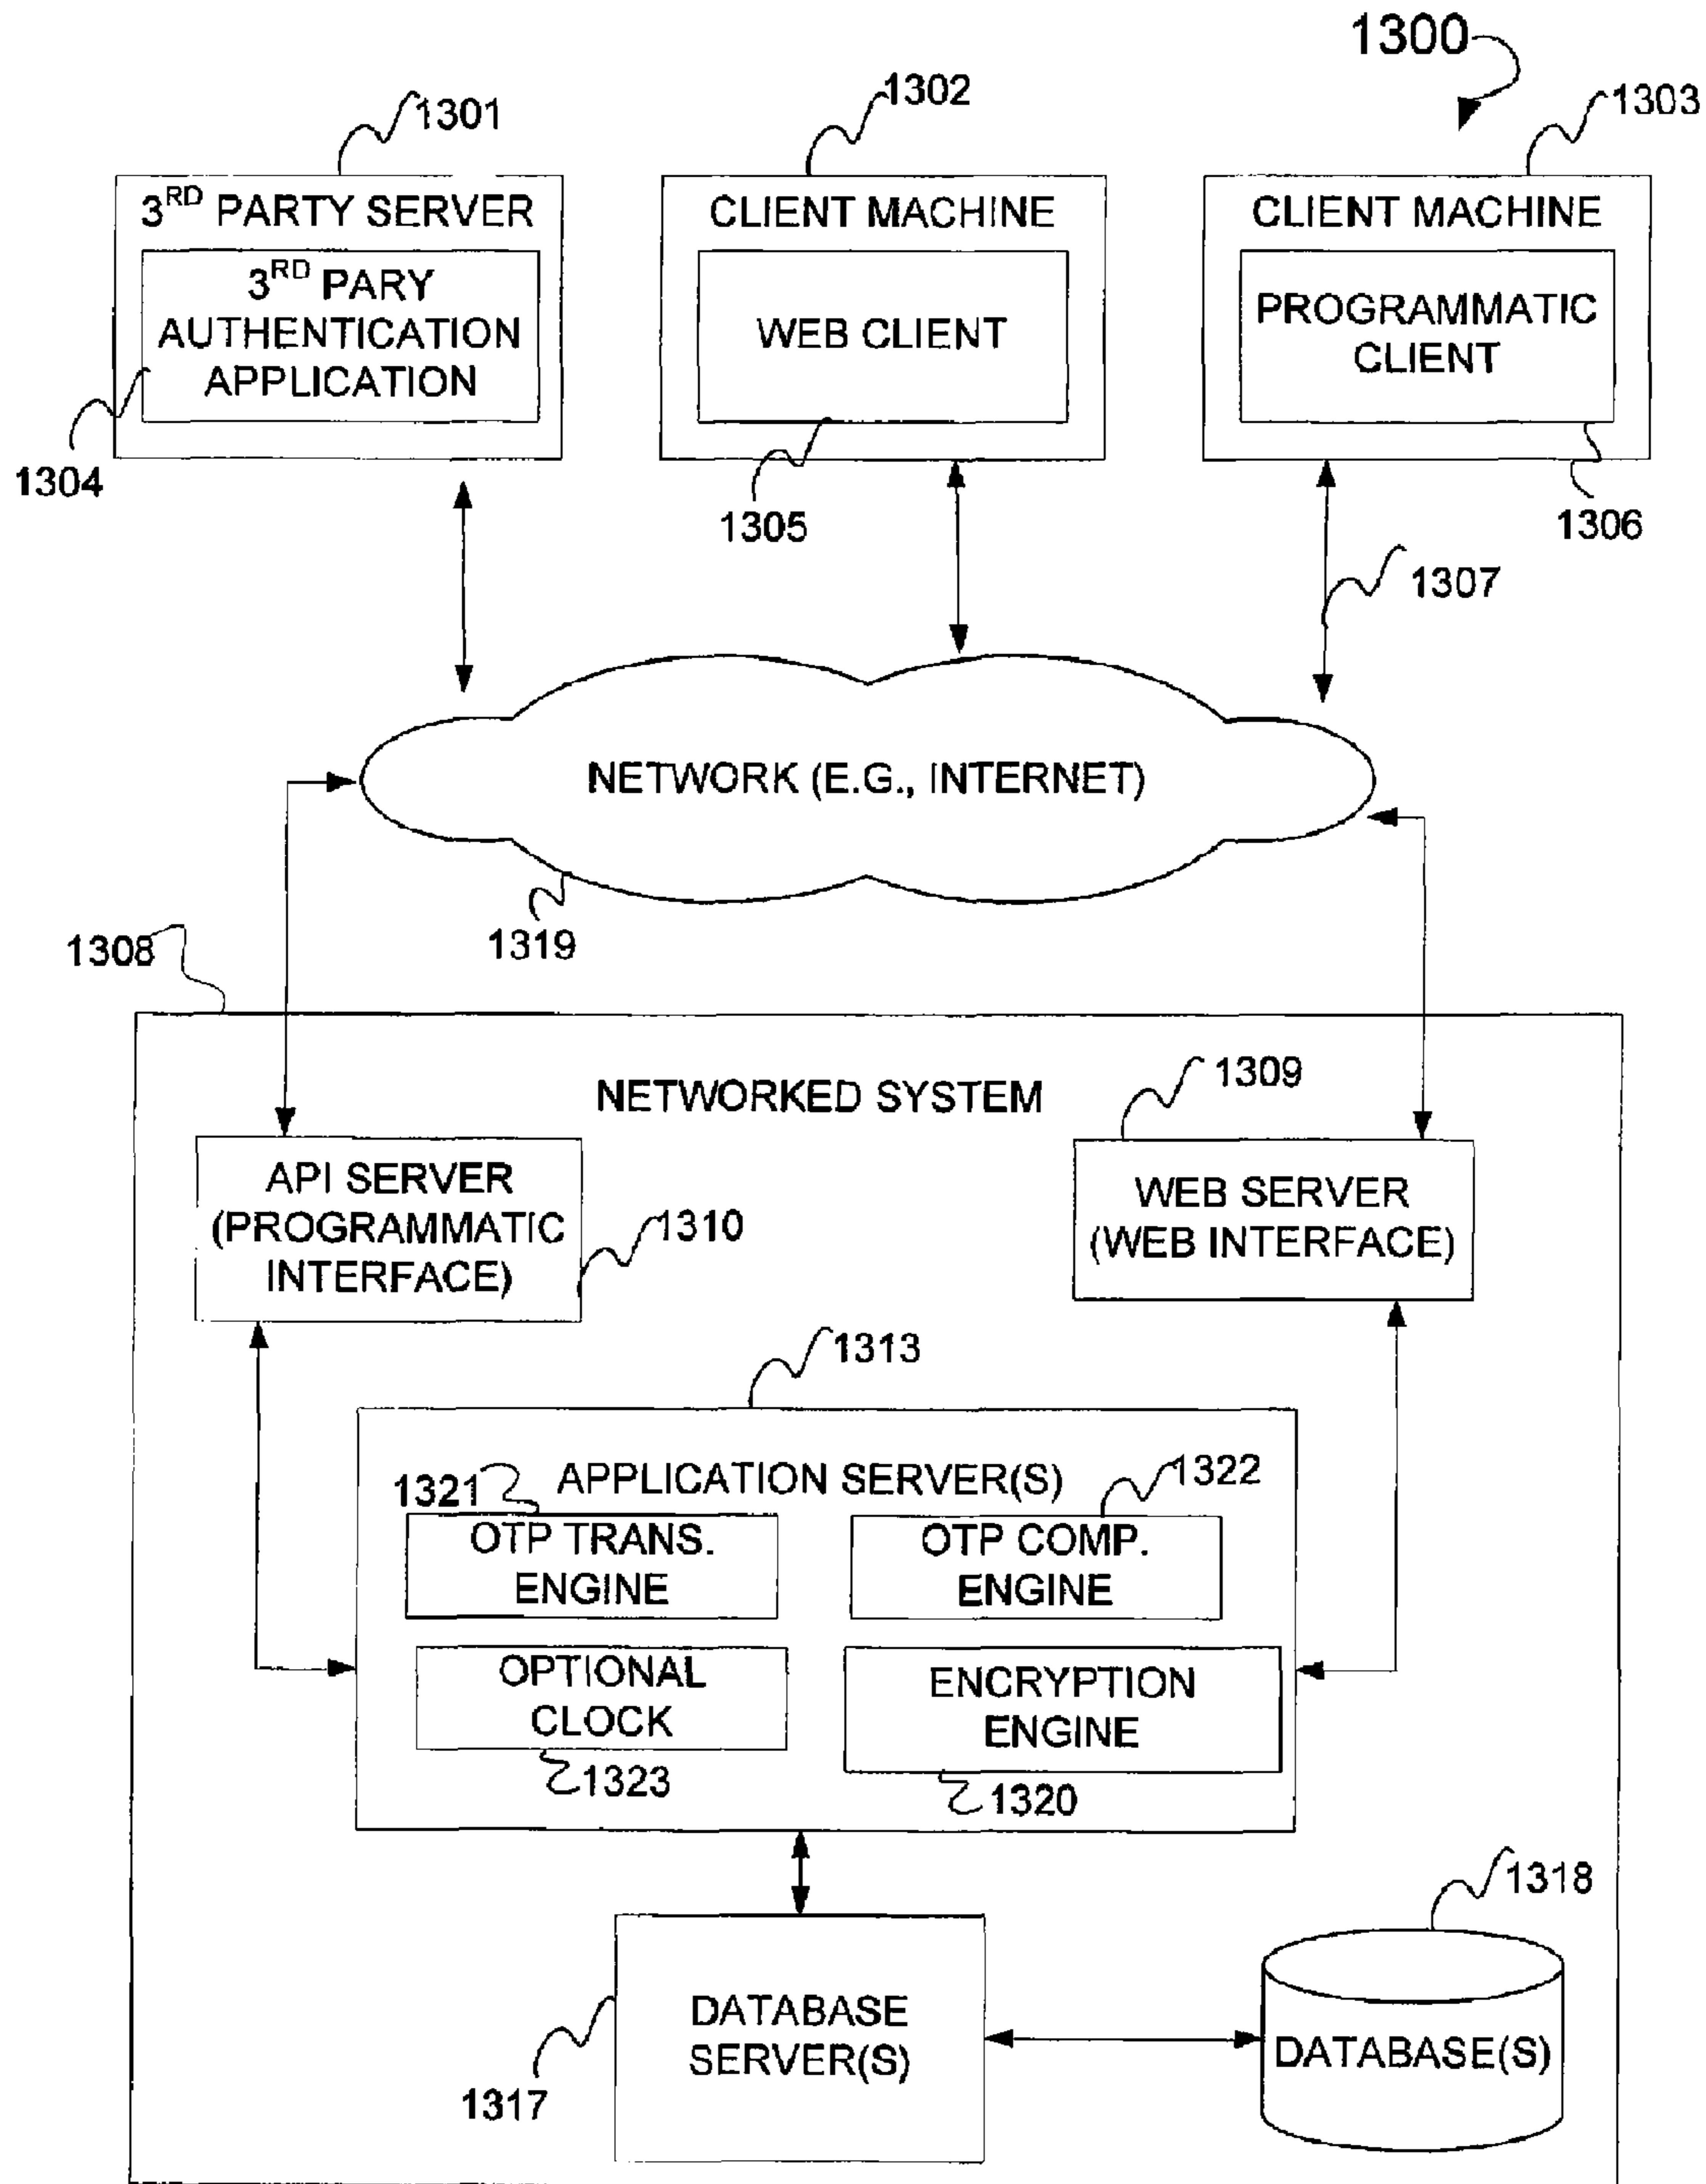 1300
1301
1302
1303
3RD PARTY SERVER
3RD PARY
AUTHENTICATION
APPLICATION
CLIENT MACHINE
WEB CLIENT
CLIENT MACHINE
PROGRAMMATIC
CLIENT
1304
1305
1306
1307
NETWORK (E.G., INTERNET)
1319
1308
NETWORKED SYSTEM
1309
API SERVER
(PROGRAMMATIC
INTERFACE)
1310
WEB SERVER
(WEB INTERFACE)
1313
APPLICATION SERVER(S)
1321
1322
OTP TRANS.
ENGINE
OTP COMP.
ENGINE
OPTIONAL
CLOCK
ENCRYPTION
ENGINE
1323
1320
1318
DATABASE
SERVER(S)
DATABASE(S)
1317